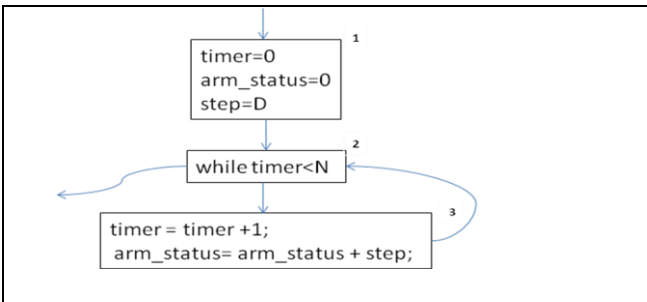 1
timer=0
arm_status=0
step=D
2
while timer<N
3
timer = timer +1;
arm_status= arm_status + step;